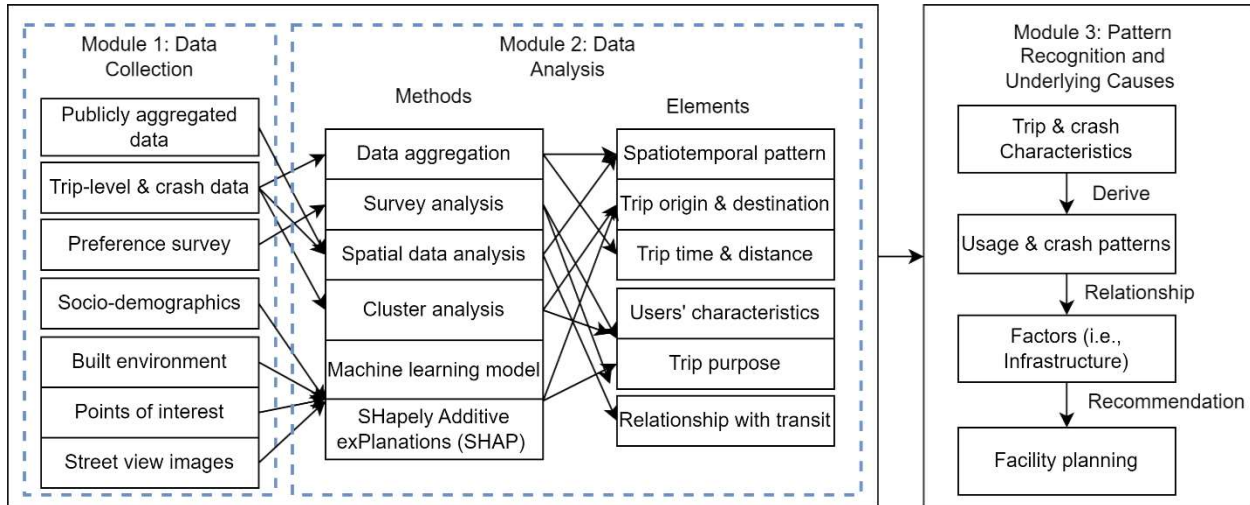 Module 1: Data
Collection
Publicly aggregated
data
Trip-level & crash data
Preference survey
Socio-demographics
Built environment
Points of interest
Street view images
Module 2: Data
Analysis
Methods
Data aggregation
Survey analysis
Spatial data analysis
Cluster analysis
Machine learning model
SHapely Additive
exPlanations (SHAP)
Elements
Spatiotemporal pattern
Trip origin & destination
Trip time & distance
Users' characteristics
Trip purpose
Relationship with transit
Module 3: Pattern
Recognition and
Underlying Causes
Trip & crash
Characteristics
Derive
Usage & crash patterns
Relationship
Factors (i.e.,
Infrastructure)
Recommendation
Facility planning